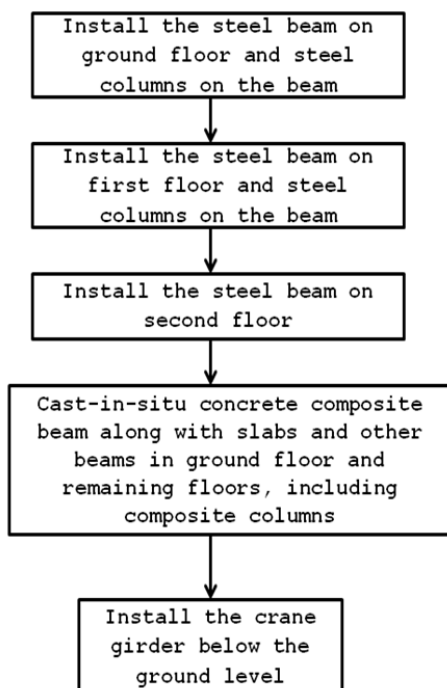 Install the steel beam on
ground floor and steel
columns on the beam
Install the steel beam on
first floor and steel
columns on the beam
Install the steel beam on
second floor
Cast-in-situ concrete composite
beam along with slabs and other
beams in ground floor and
remaining floors, including
composite columns
Install the crane
girder below the
ground level